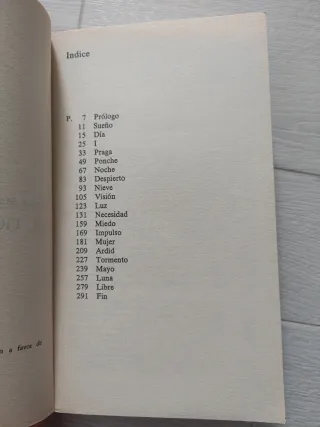 Indice
P. 7 Prólogo
11 Sueño
15 Día
25 I
33 Praga
49 Ponche
67 Noche
83 Despierto
93 Nieve
105 Visión
123 Luz
131 Necesidad
159 Miedo
169 Impulso
181 Mujer
209 Ardid
227 Tormento
239 Mayo
257 Luna
279 Libre
291 Fin
a fuera de